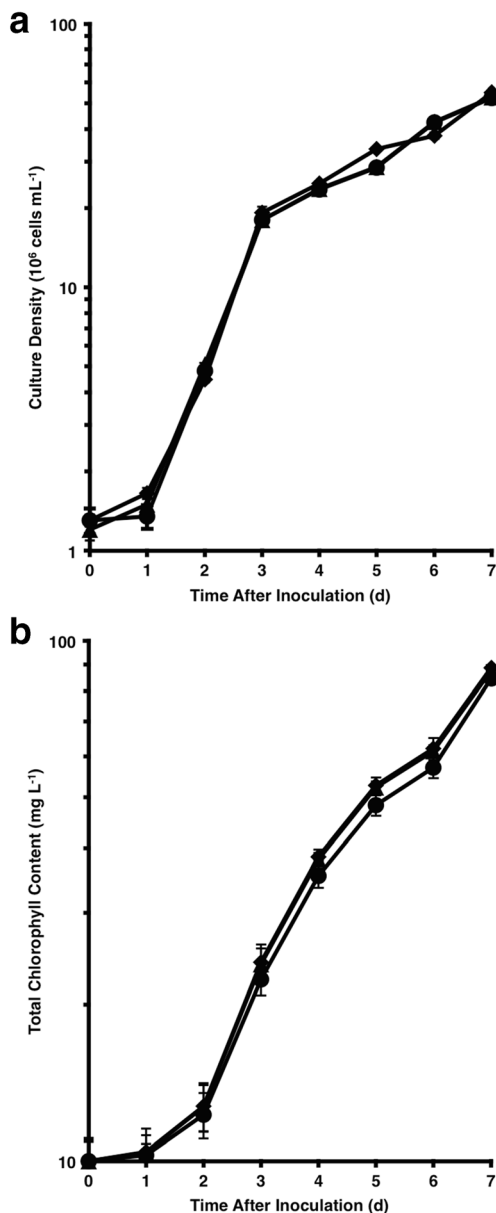 a
100
10
1
Culture Density (10⁶ cells mL⁻¹)
0 1 2 3 4 5 6 7
Time After Inoculation (d)
b
100
10
Total Chlorophyll Content (mg L⁻¹)
0 1 2 3 4 5 6 7
Time After Inoculation (d)